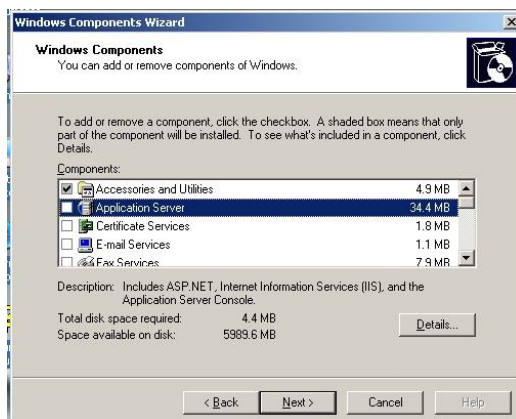 Windows Components Wizard
Windows Components
You can add or remove components of Windows.
To add or remove a component, click the checkbox. A shaded box means that only
part of the component will be installed. To see what's included in a component, click
Details.
Components:
Accessories and Utilities 4.9 MB
Application Server 34.4 MB
Certificate Services 1.8 MB
E-mail Services 1.1 MB
Fax Services 7.9 MB
Description: Includes ASP.NET, Internet Information Services (IIS), and the
Application Server Console.
Total disk space required: 4.4 MB
Space available on disk: 5989.6 MB
Details...
< Back Next > Cancel Help